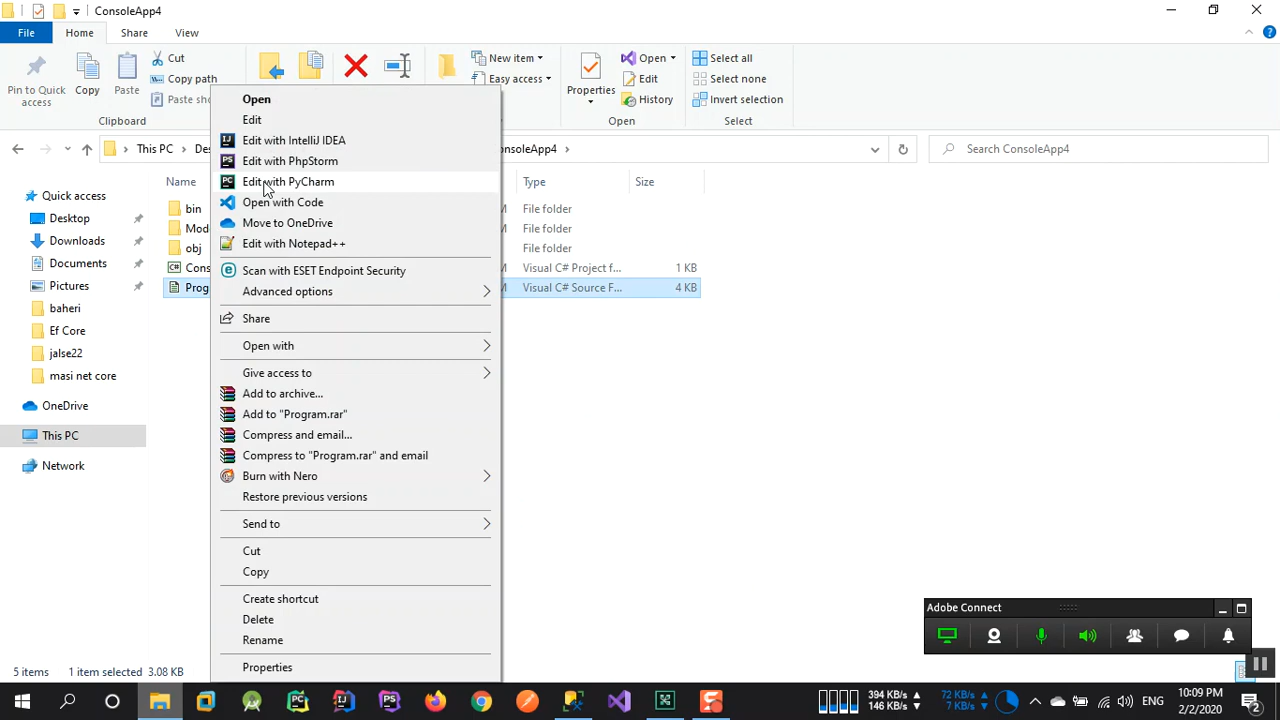 ConsoleApp4
File Home Share View
Pin to Quick access
Copy
Paste
Cut
Copy path
Paste sho
New item
Easy access
Properties
Open
Edit
History
Select all
Select none
Invert selection
Clipboard
Open
Select
This PC
Des
onsoleApp4
Search ConsoleApp4
Quick access
Desktop
Downloads
Documents
Pictures
baheri
Ef Core
jalse22
masi net core
OneDrive
This PC
Network
Name Type Size
bin File folder
Mod File folder
obj File folder
Cons M Visual C# Project f... 1 KB
Prog M Visual C# Source F... 4 KB
Open
Edit
Edit with IntelliJ IDEA
Edit with PhpStorm
Edit with PyCharm
Open with Code
Move to OneDrive
Edit with Notepad++
Scan with ESET Endpoint Security
Advanced options
Share
Open with
Give access to
Add to archive...
Add to "Program.rar"
Compress and email...
Compress to "Program.rar" and email
Burn with Nero
Restore previous versions
Send to
Cut
Copy
Create shortcut
Delete
Rename
Properties
Adobe Connect
5 items 1 item selected 3.08 KB
394 KB/s
146 KB/s
72 KB/s
7 KB/s
ENG
10:09 PM
2/2/2020
2